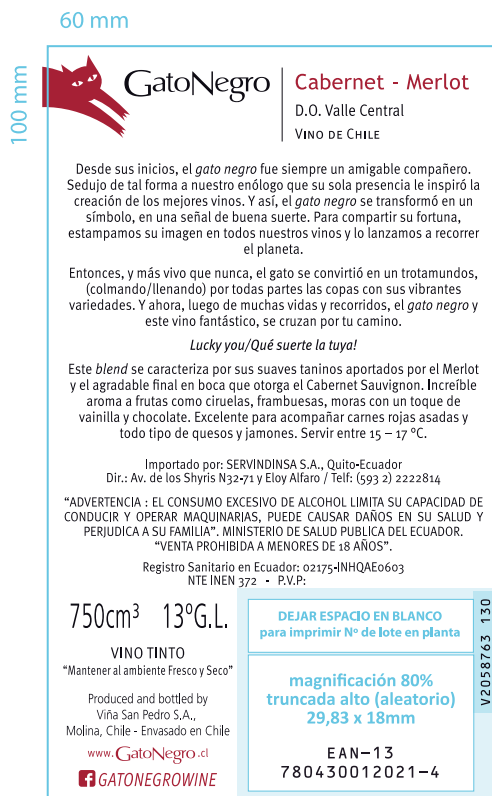 60 mm
100 mm
GatoNegro
Cabernet - Merlot
D.O. Valle Central
VINO DE CHILE
Desde sus inicios, el gato negro fue siempre un amigable compañero.
Sedujo de tal forma a nuestro enólogo que su sola presencia le inspiró la
creación de los mejores vinos. Y así, el gato negro se transformó en un
símbolo, en una señal de buena suerte. Para compartir su fortuna,
estampamos su imagen en todos nuestros vinos y lo lanzamos a recorrer
el planeta.
Entonces, y más vivo que nunca, el gato se convirtió en un trotamundos,
(colmando/llenando) por todas partes las copas con sus vibrantes
variedades. Y ahora, luego de muchas vidas y recorridos, el gato negro y
este vino fantástico, se cruzan por tu camino.
Lucky you/Qué suerte la tuya!
Este blend se caracteriza por sus suaves taninos aportados por el Merlot
y el agradable final en boca que otorga el Cabernet Sauvignon. Increíble
aroma a frutas como ciruelas, frambuesas, moras con un toque de
vainilla y chocolate. Excelente para acompañar carnes rojas asadas y
todo tipo de quesos y jamones. Servir entre 15 – 17 °C.
Importado por: SERVINDINSA S.A., Quito-Ecuador
Dir.: Av. de los Shyris N32-71 y Eloy Alfaro / Telf: (593 2) 2222814
“ADVERTENCIA : EL CONSUMO EXCESIVO DE ALCOHOL LIMITA SU CAPACIDAD DE
CONDUCIR Y OPERAR MAQUINARIAS, PUEDE CAUSAR DAÑOS EN SU SALUD Y
PERJUDICA A SU FAMILIA”. MINISTERIO DE SALUD PUBLICA DEL ECUADOR.
“VENTA PROHIBIDA A MENORES DE 18 AÑOS”.
Registro Sanitario en Ecuador: 02175-INHQAE0603
NTE INEN 372 - P.V.P:
750cm³ 13ºG.L.
VINO TINTO
“Mantener al ambiente Fresco y Seco”
Produced and bottled by
Viña San Pedro S.A.,
Molina, Chile - Envasado en Chile
www.GatoNegro.cl
f GATONEGROWINE
DEJAR ESPACIO EN BLANCO
para imprimir Nº de lote en planta
magnificación 80%
truncada alto (aleatorio)
29,83 x 18mm
EAN-13
780430012021-4
V2058763 130